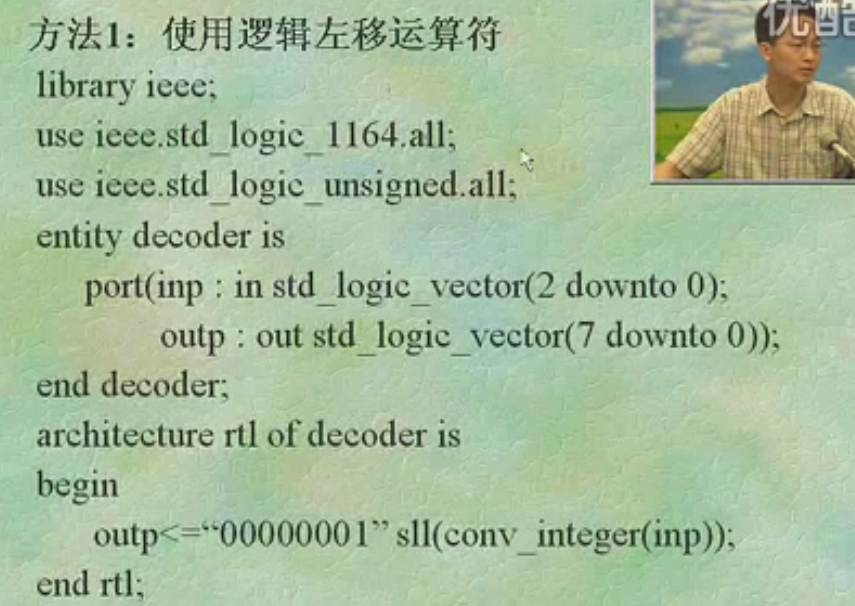 方法1：使用逻辑左移运算符
优酷
library ieee;
use ieee.std_logic_1164.all;
use ieee.std_logic_unsigned.all;
entity decoder is
port(inp : in std_logic_vector(2 downto 0);
outp : out std_logic_vector(7 downto 0));
end decoder;
architecture rtl of decoder is
begin
outp<=“00000001” sll(conv_integer(inp));
end rtl;